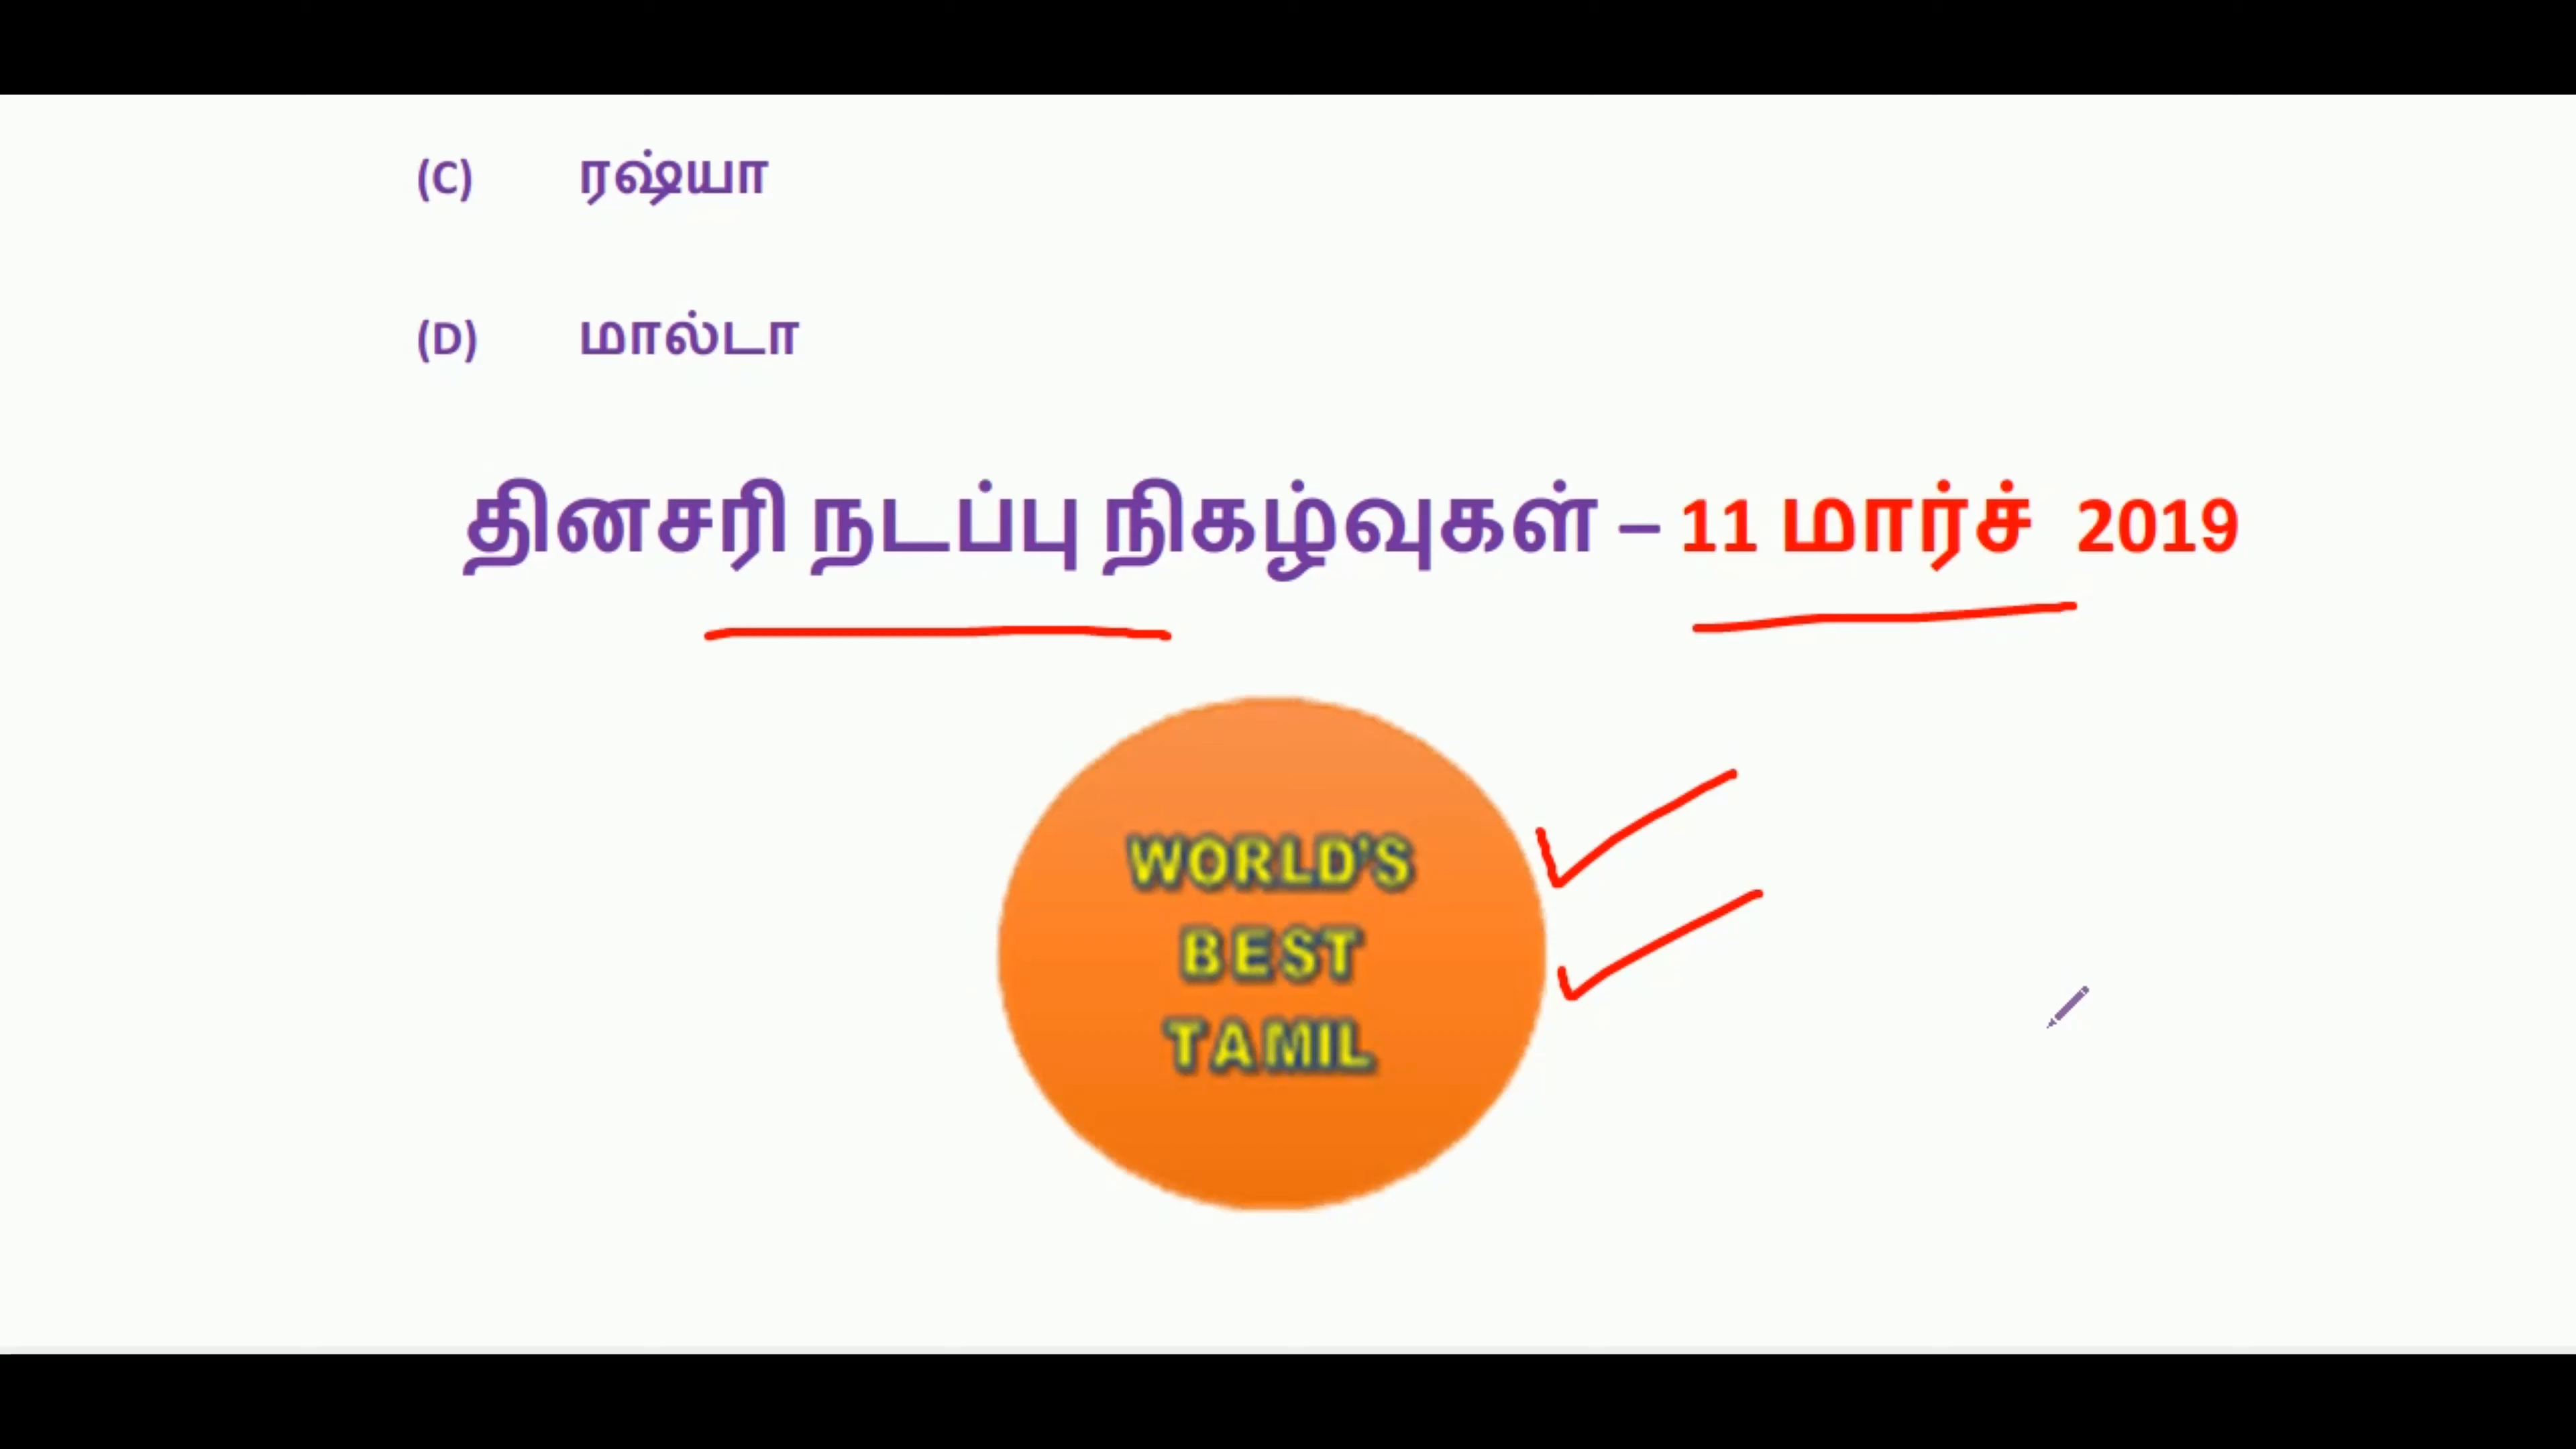 (C) ரஷ்யா
(D) மால்டா
தினசரி நடப்பு நிகழ்வுகள் – 11 மார்ச் 2019
WORLD'S
BEST
TAMIL